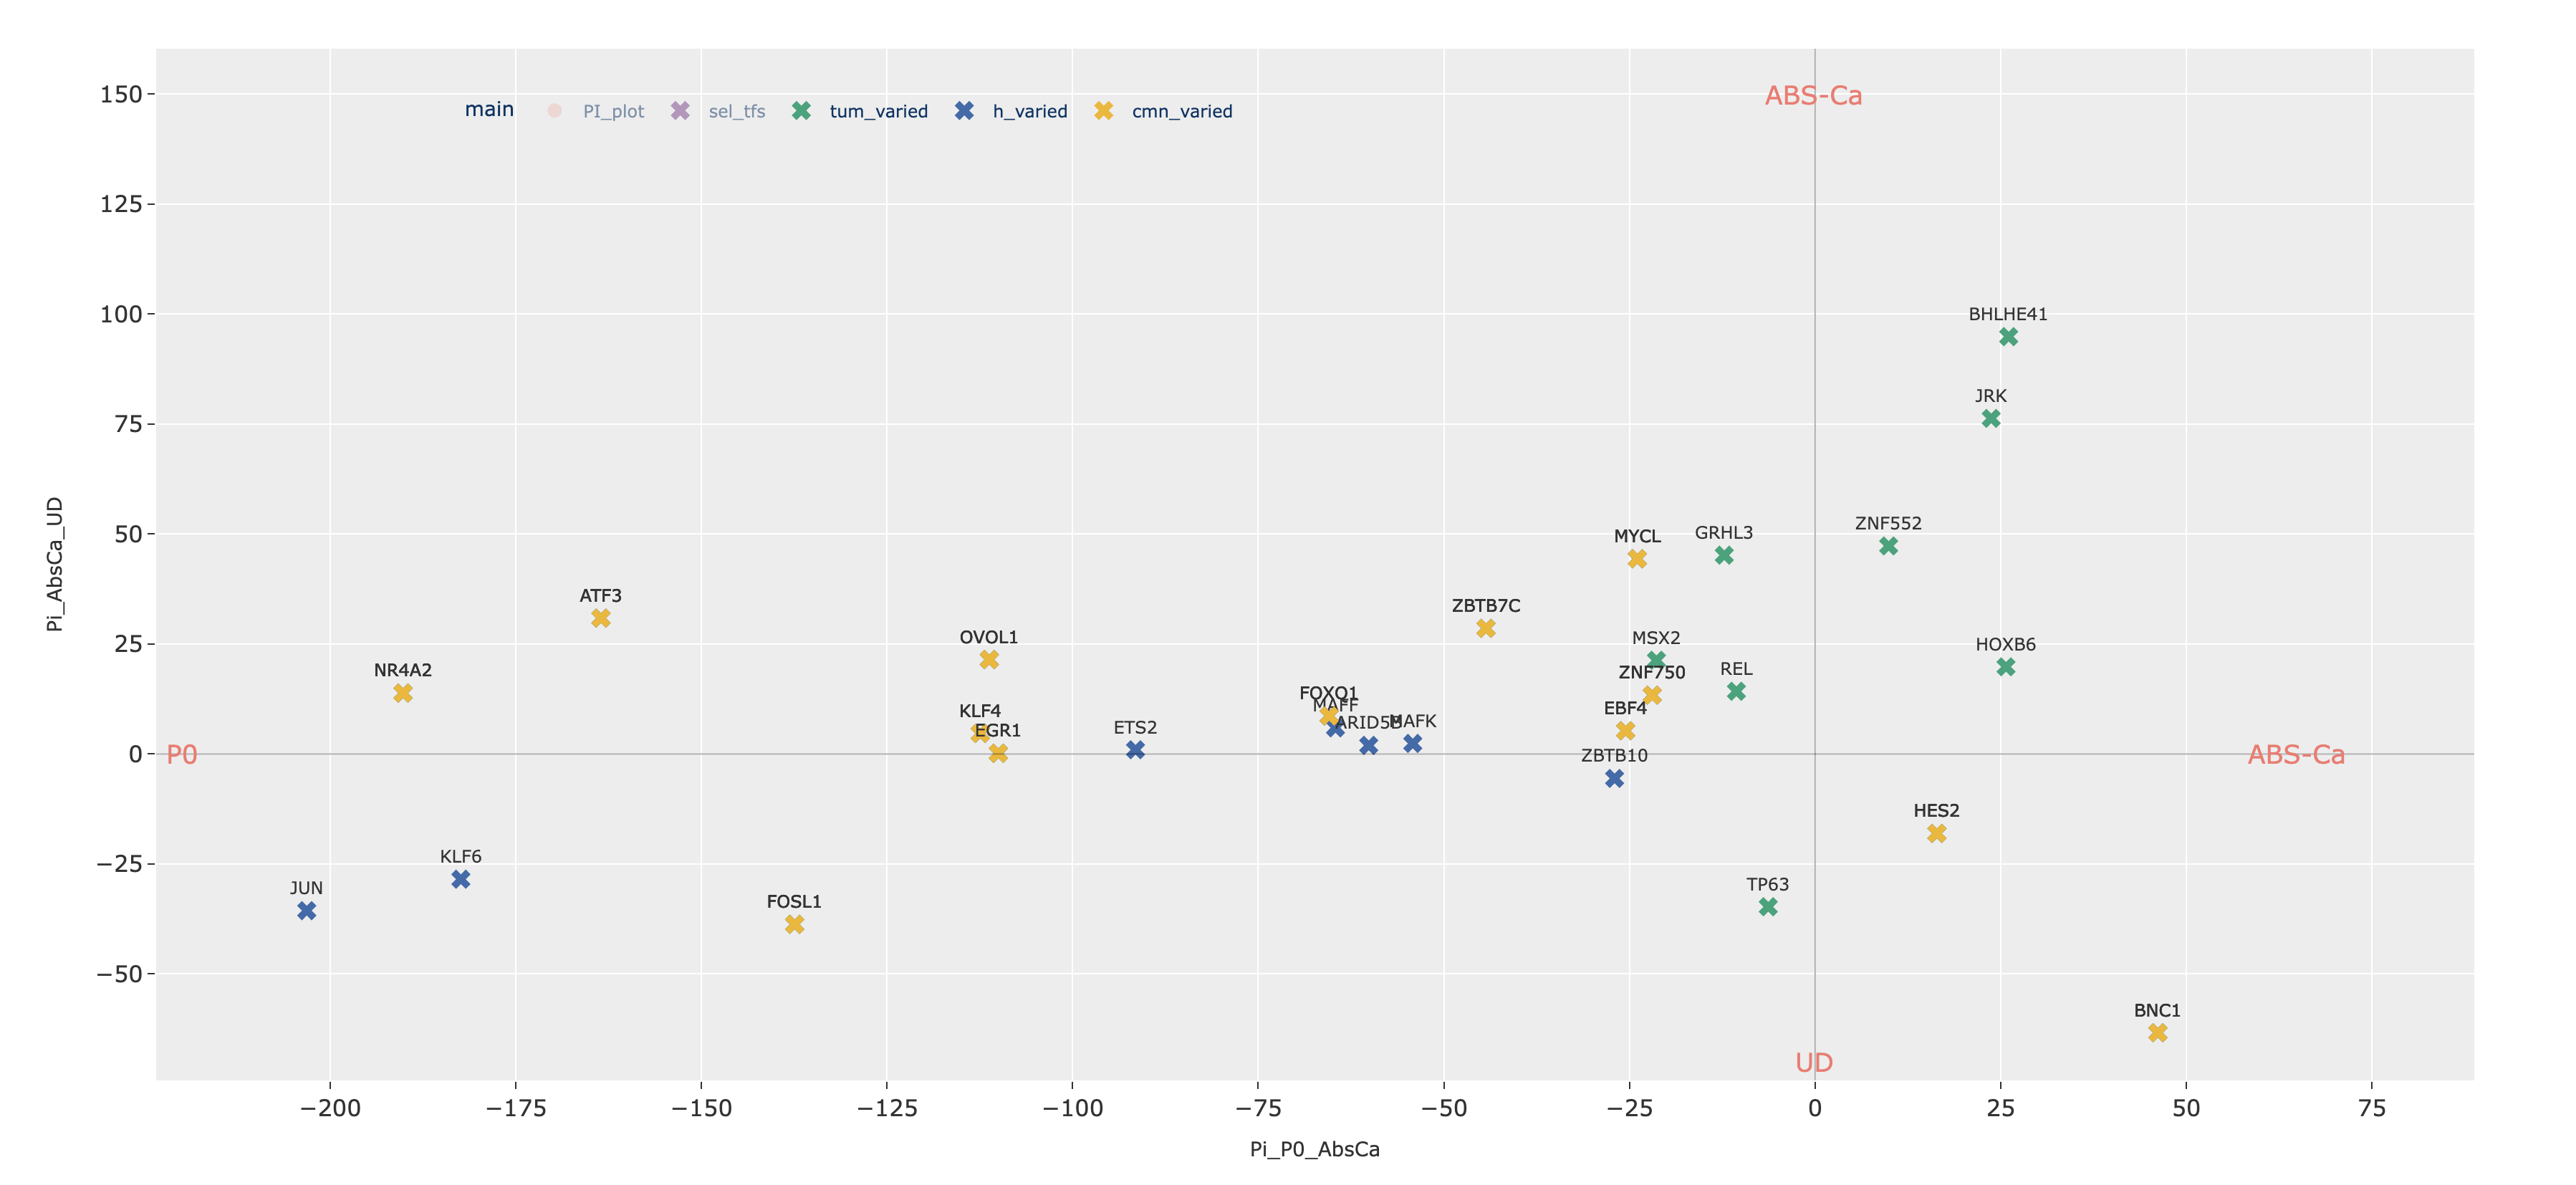 150
ABS-Ca
main PI_plot sel_tfs tum_varied h_varied cmn_varied
125
100
BHLHE41
JRK
75
ZNF552
GRHL3
MYCL
50
ATF3
ZBTB7C
OVOL1
MSX2
25
HOXB6
REL
NR4A2
ZNF750
FOXQ1
MAFF
EBF4
KLF4
MAFK
ARID5B
ETS2
EGR1
0
P0
ABS-Ca
ZBTB10
HES2
KLF6
−25
TP63
JUN
FOSL1
−50
BNC1
UD
−200 −175 −150 −125 −100 −75 −50 −25 0 25 50 75
Pi_P0_AbsCa
Pi_AbsCa_UD